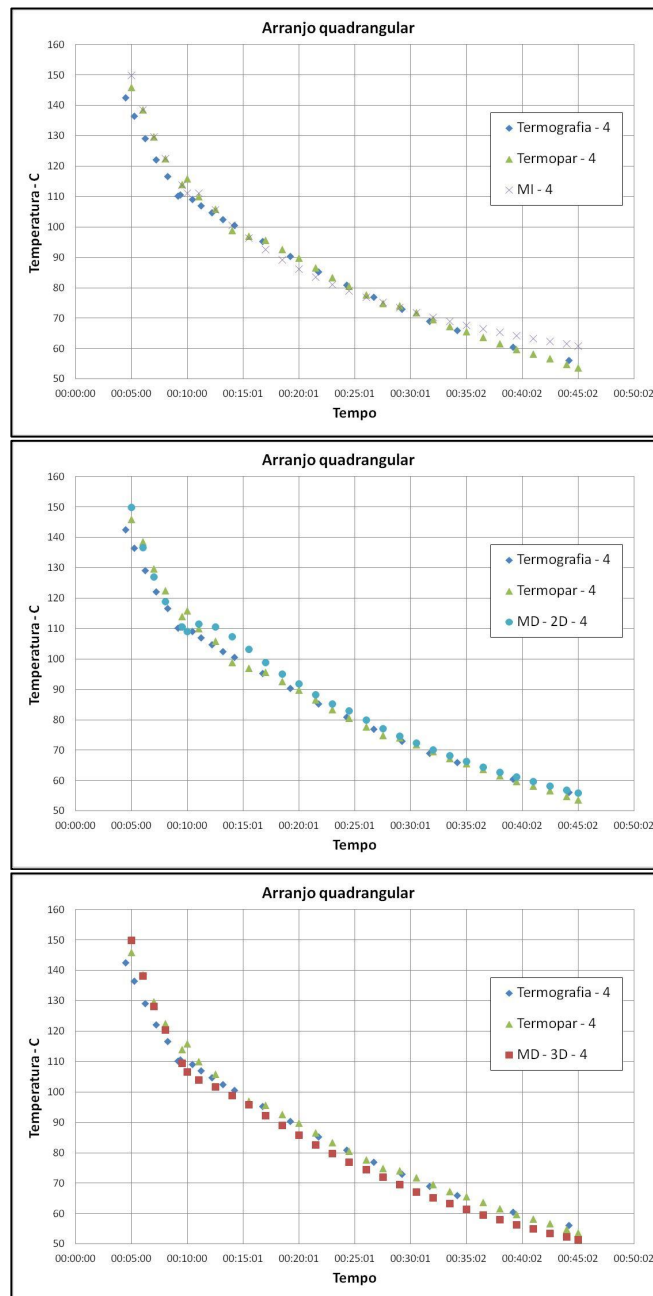 Arranjo quadrangular
160
150
140
130
120
110
100
90
80
70
60
50
Temperatura - C
Termografia - 4
Termopar - 4
MI - 4
00:00:00 00:05:00 00:10:00 00:15:01 00:20:01 00:25:01 00:30:01 00:35:02 00:40:02 00:45:02 00:50:02
Tempo
Arranjo quadrangular
160
150
140
130
120
110
100
90
80
70
60
50
Temperatura - C
Termografia - 4
Termopar - 4
MD - 2D - 4
00:00:00 00:05:00 00:10:00 00:15:01 00:20:01 00:25:01 00:30:01 00:35:02 00:40:02 00:45:02 00:50:02
Tempo
Arranjo quadrangular
160
150
140
130
120
110
100
90
80
70
60
50
Temperatura - C
Termografia - 4
Termopar - 4
MD - 3D - 4
00:00:00 00:05:00 00:10:00 00:15:01 00:20:01 00:25:01 00:30:01 00:35:02 00:40:02 00:45:02 00:50:02
Tempo